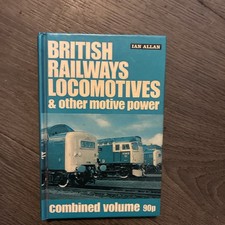 IAN ALLAN
BRITISH
RAILWAYS
LOCOMOTIVES
& other motive power
combined volume 90p